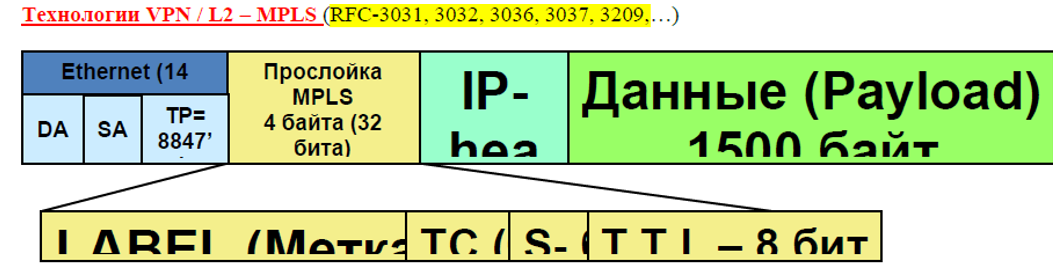 Технологии VPN / L2 – MPLS (RFC-3031, 3032, 3036, 3037, 3209,…)
Ethernet (14
DA
SA
TP=
8847’
Прослойка
MPLS
4 байта (32
бита)
IP-
hea
Данные (Payload)
1500 байт
LABEL (Метка
TC (
S-
T T L – 8 бит